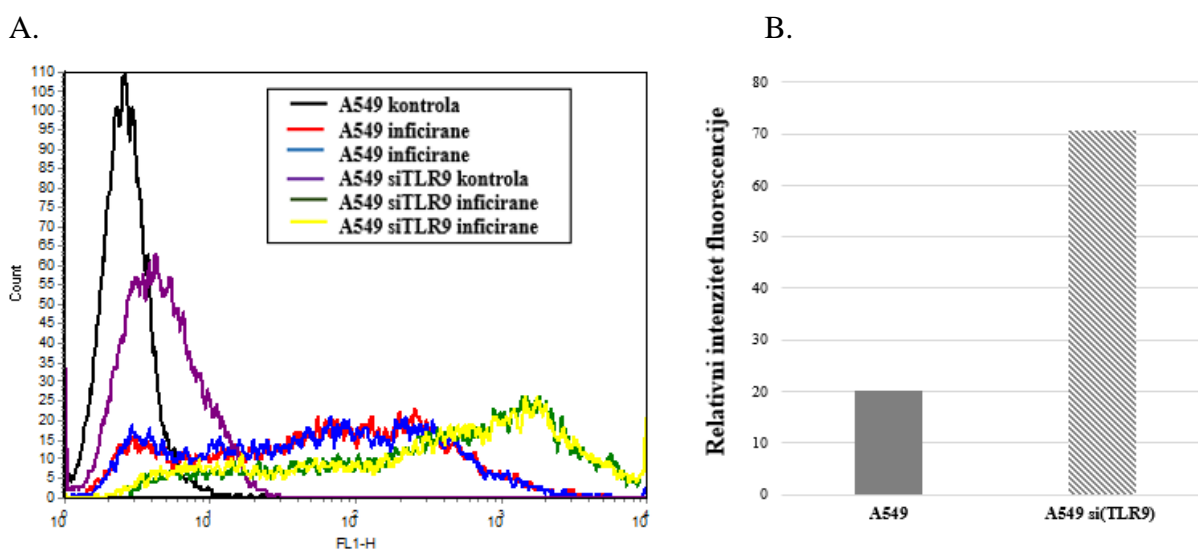 A.
B.
110
105
100
95
90
85
80
75
70
65
60
55
50
45
40
35
30
25
20
15
10
5
0
Count
10⁰
10¹
10²
10³
10⁴
FL1-H
A549 kontrola
A549 inficirane
A549 inficirane
A549 siTLR9 kontrola
A549 siTLR9 inficirane
A549 siTLR9 inficirane
Relativni intenzitet fluorescencije
80
70
60
50
40
30
20
10
0
A549
A549 si(TLR9)